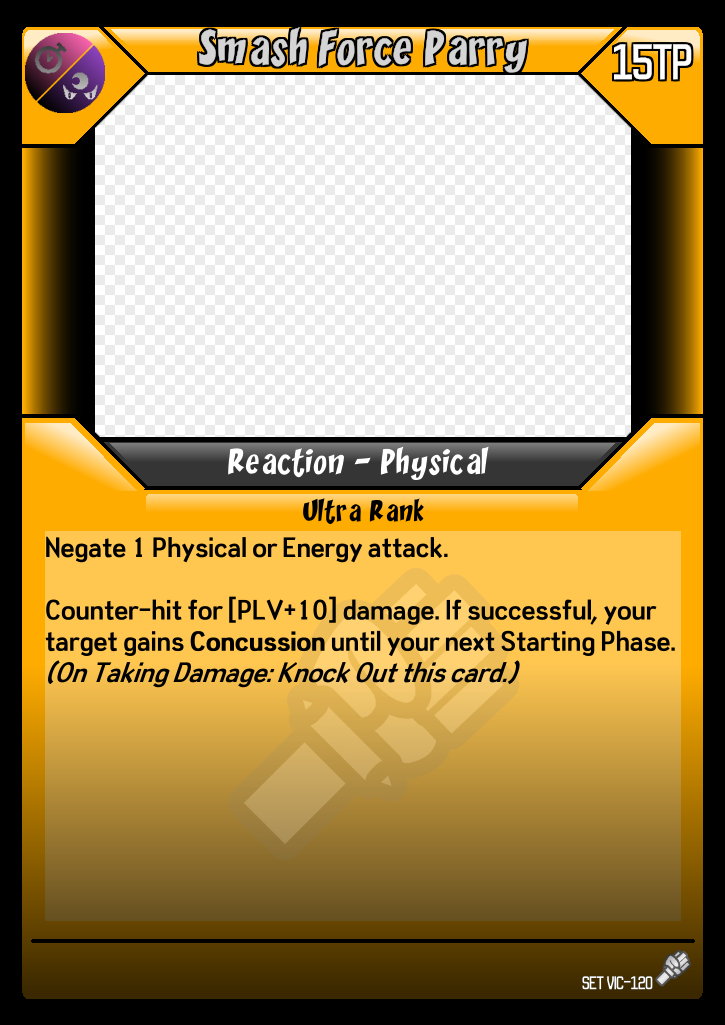 Smash Force Parry
15TP
Reaction - Physical
Ultra Rank
Negate 1 Physical or Energy attack.
Counter-hit for [PLV+10] damage. If successful, your
target gains Concussion until your next Starting Phase.
(On Taking Damage: Knock Out this card.)
SET VIC-120